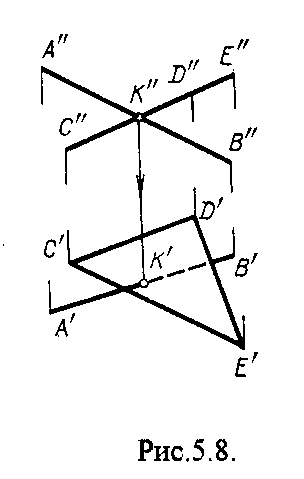 A″ E″
K″ D″
C″ B″
D′
C′ K′ B′
A′
E′
Рис.5.8.